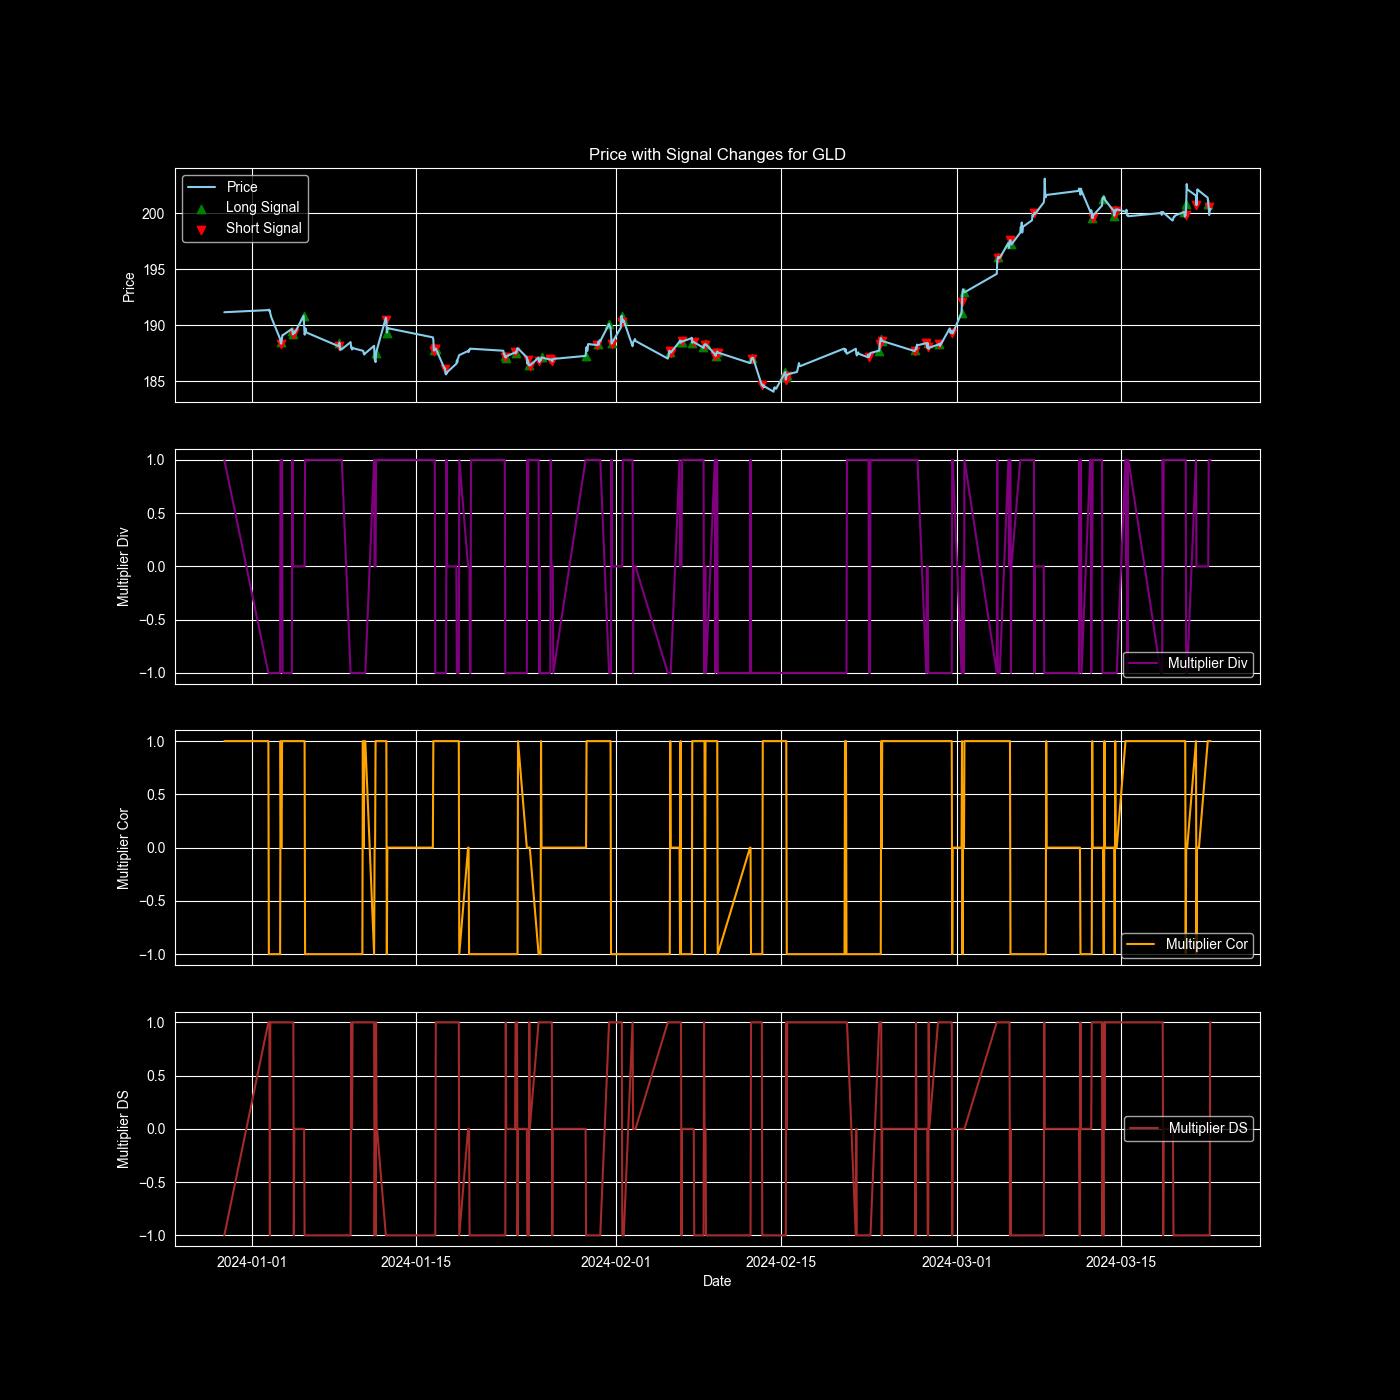 Price with Signal Changes for GLD
Price
Long Signal
Short Signal
200
195
190
185
Price
1.0
0.5
0.0
−0.5
−1.0
Multiplier Div
Multiplier Div
1.0
0.5
0.0
−0.5
−1.0
Multiplier Cor
Multiplier Cor
1.0
0.5
0.0
−0.5
−1.0
Multiplier DS
Multiplier DS
2024-01-01 2024-01-15 2024-02-01 2024-02-15 2024-03-01 2024-03-15
Date